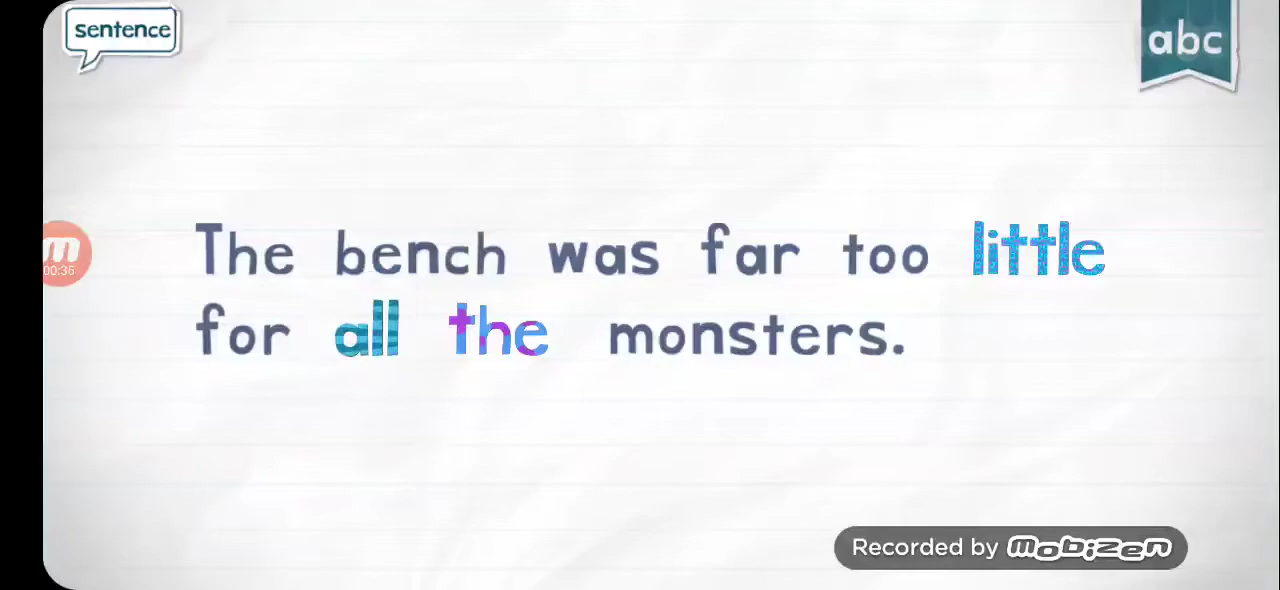 sentence
abc
The bench was far too little
for all the monsters.
m
00:36
Recorded by mobizen